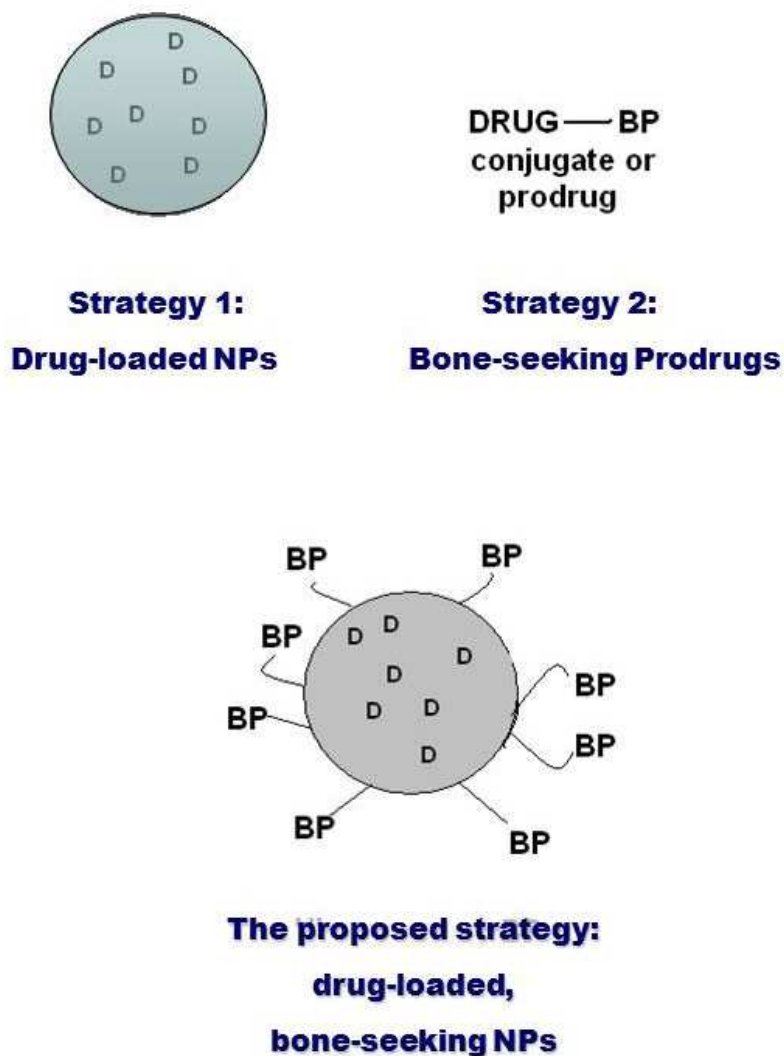 D
D
D
D
D
D
D
D
DRUG — BP
conjugate or
prodrug
Strategy 1:
Drug-loaded NPs
Strategy 2:
Bone-seeking Prodrugs
BP
BP
D
D
BP
D
D
BP
BP
D
D
BP
D
BP
BP
The proposed strategy:
drug-loaded,
bone-seeking NPs